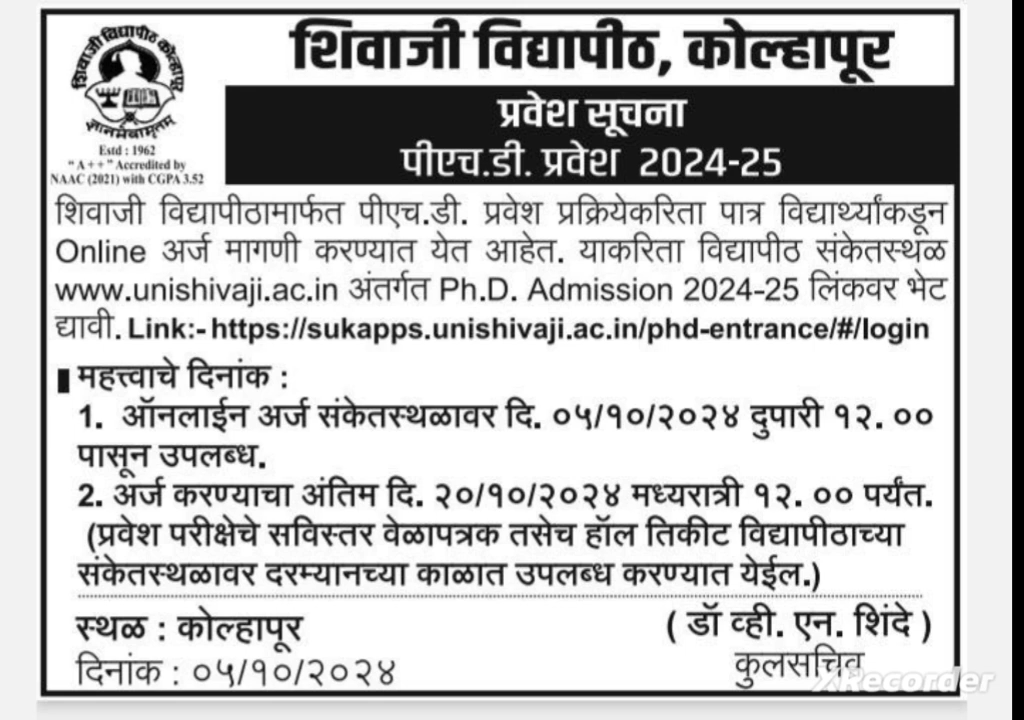 शिवाजी विद्यापीठ कोल्हापूर
ज्ञानमेवामृतम्
Estd : 1962
"A++" Accredited by
NAAC (2021) with CGPA 3.52
शिवाजी विद्यापीठ, कोल्हापूर
प्रवेश सूचना
पीएच.डी. प्रवेश 2024-25
शिवाजी विद्यापीठामार्फत पीएच.डी. प्रवेश प्रक्रियेकरिता पात्र विद्यार्थ्यांकडून
Online अर्ज मागणी करण्यात येत आहेत. याकरिता विद्यापीठ संकेतस्थळ
www.unishivaji.ac.in अंतर्गत Ph.D. Admission 2024-25 लिंकवर भेट
द्यावी. Link:- https://sukapps.unishivaji.ac.in/phd-entrance/#/login
महत्त्वाचे दिनांक :
1. ऑनलाईन अर्ज संकेतस्थळावर दि. ०५/१०/२०२४ दुपारी १२. ००
पासून उपलब्ध.
2. अर्ज करण्याचा अंतिम दि. २०/१०/२०२४ मध्यरात्री १२. ०० पर्यंत.
(प्रवेश परीक्षेचे सविस्तर वेळापत्रक तसेच हॉल तिकीट विद्यापीठाच्या
संकेतस्थळावर दरम्यानच्या काळात उपलब्ध करण्यात येईल.)
स्थळ : कोल्हापूर
दिनांक : ०५/१०/२०२४
( डॉ व्ही. एन. शिंदे )
कुलसचिव
XRecorder